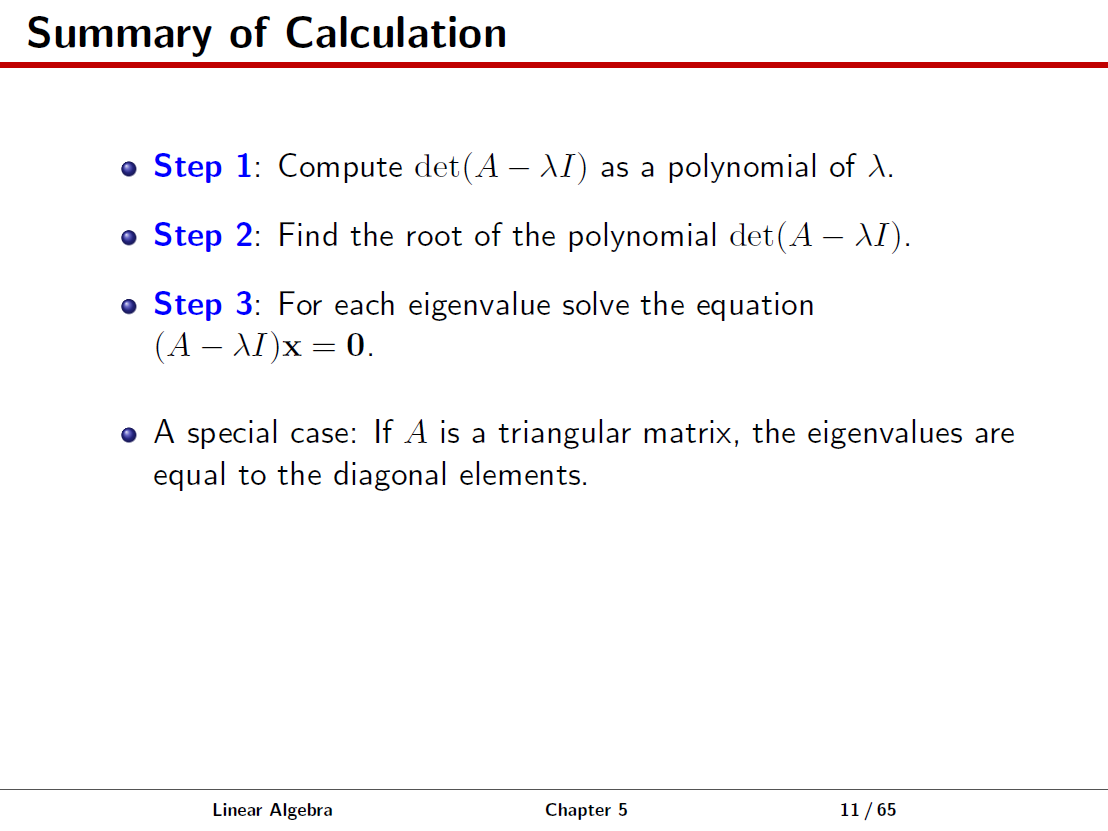 Summary of Calculation
Step 1: Compute det(A − λI) as a polynomial of λ.
Step 2: Find the root of the polynomial det(A − λI).
Step 3: For each eigenvalue solve the equation
(A − λI)x = 0.
A special case: If A is a triangular matrix, the eigenvalues are
equal to the diagonal elements.
Linear Algebra Chapter 5 11 / 65